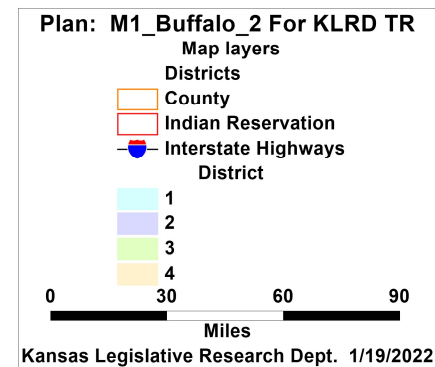 Plan: M1_Buffalo_2 For KLRD TR
Map layers
Districts
County
Indian Reservation
Interstate Highways
District
1
2
3
4
0 30 60 90
Miles
Kansas Legislative Research Dept. 1/19/2022